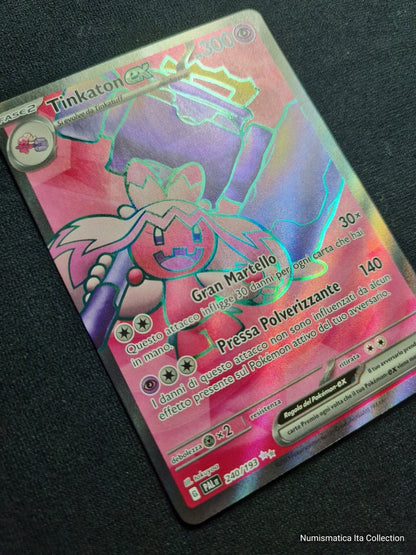 FASE 2
Tinkaton ex
300
Si evolve da Tinkatuff
Gran Martello 30×
Questo attacco infligge 30 danni per ogni carta che hai
in mano.
Pressa Polverizzante 140
I danni di questo attacco non sono influenzati da alcun
effetto presente sul Pokémon attivo del tuo avversario.
debolezza × 2 resistenza ritirata
Regola dei Pokémon-ex
G PAL IT 240/193 ★★
Numismatica Ita Collection